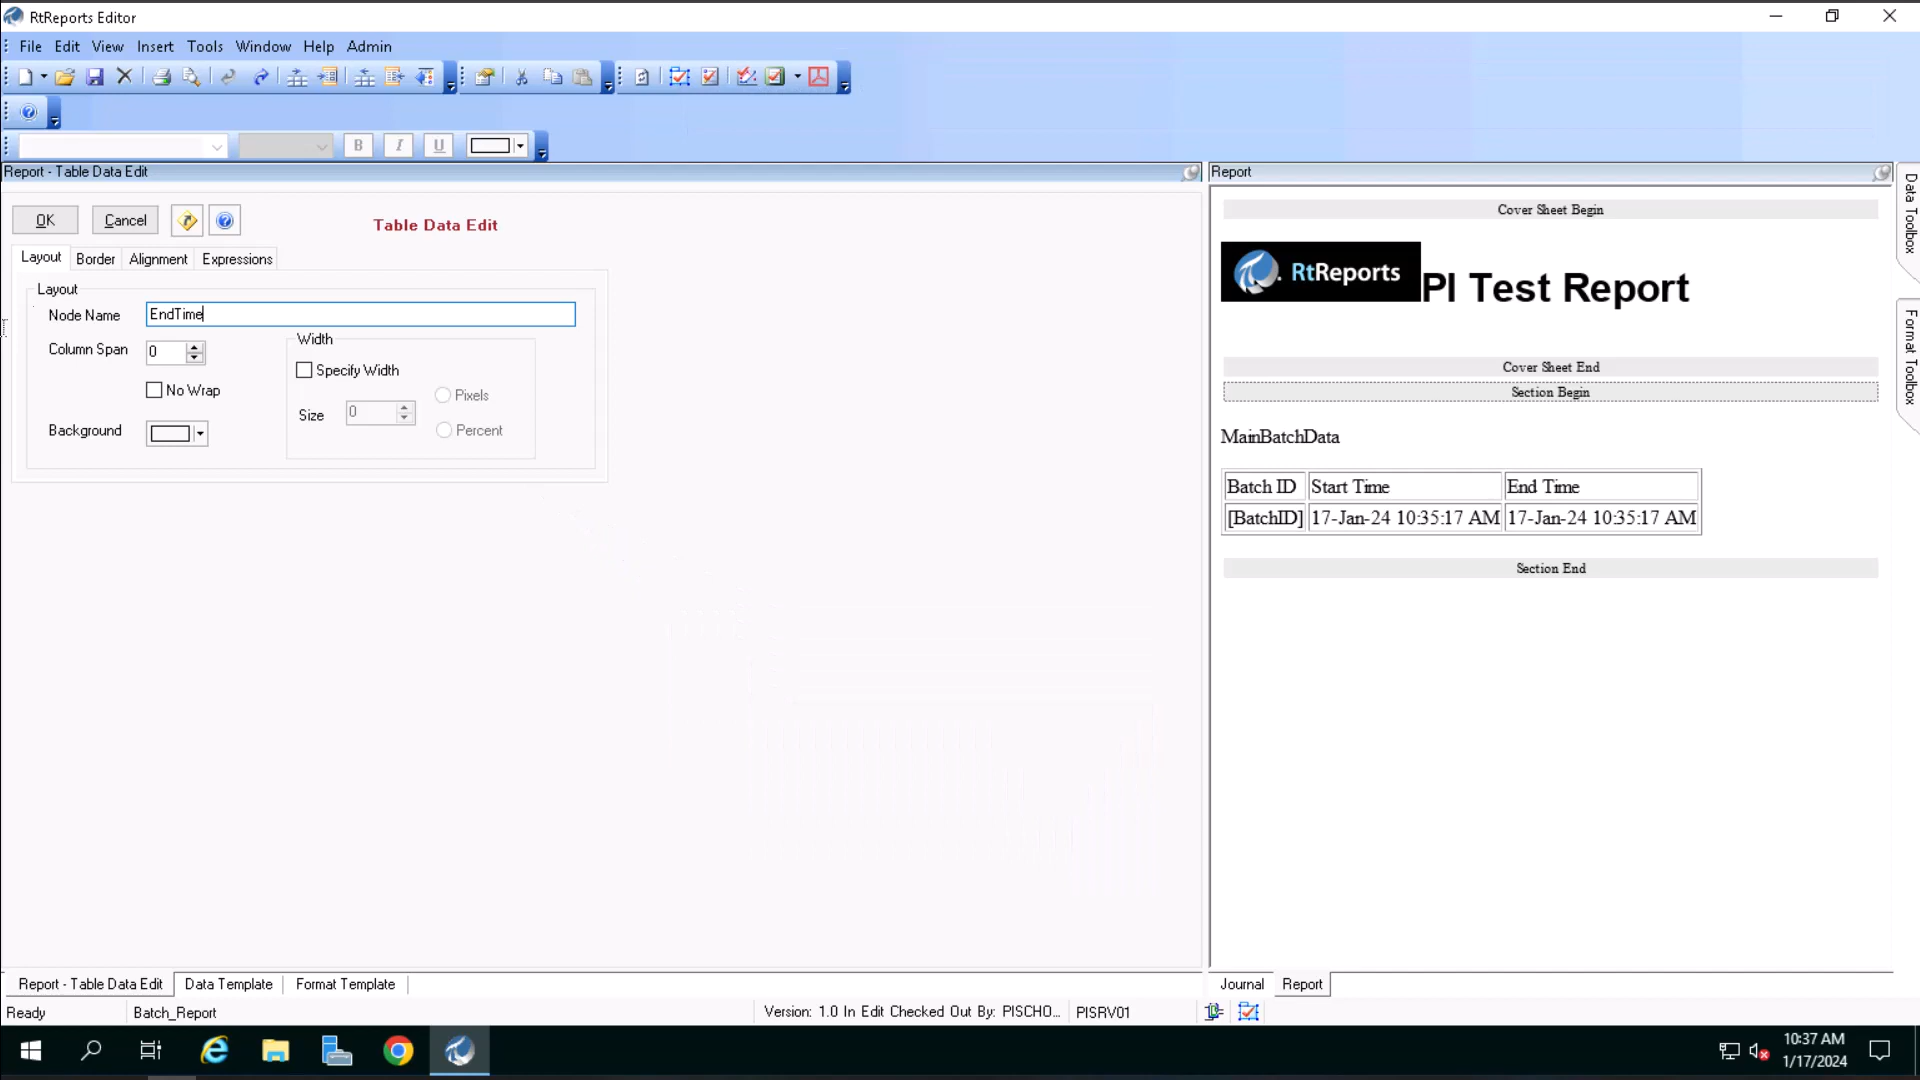 RtReports Editor
File Edit View Insert Tools Window Help Admin
B I U
Report - Table Data Edit
Report
OK Cancel Table Data Edit
Layout Border Alignment Expressions
Layout
Node Name EndTime
Column Span 0
No Wrap
Background
Width
Specify Width
Size 0
Pixels
Percent
Cover Sheet Begin
RtReports
PI Test Report
Cover Sheet End
Section Begin
MainBatchData
Batch ID Start Time End Time
[BatchID] 17-Jan-24 10:35:17 AM 17-Jan-24 10:35:17 AM
Section End
Data Toolbox
Format Toolbox
Report - Table Data Edit Data Template Format Template
Journal Report
Ready Batch_Report Version: 1.0 In Edit Checked Out By: PISCHO... PISRV01
10:37 AM
1/17/2024